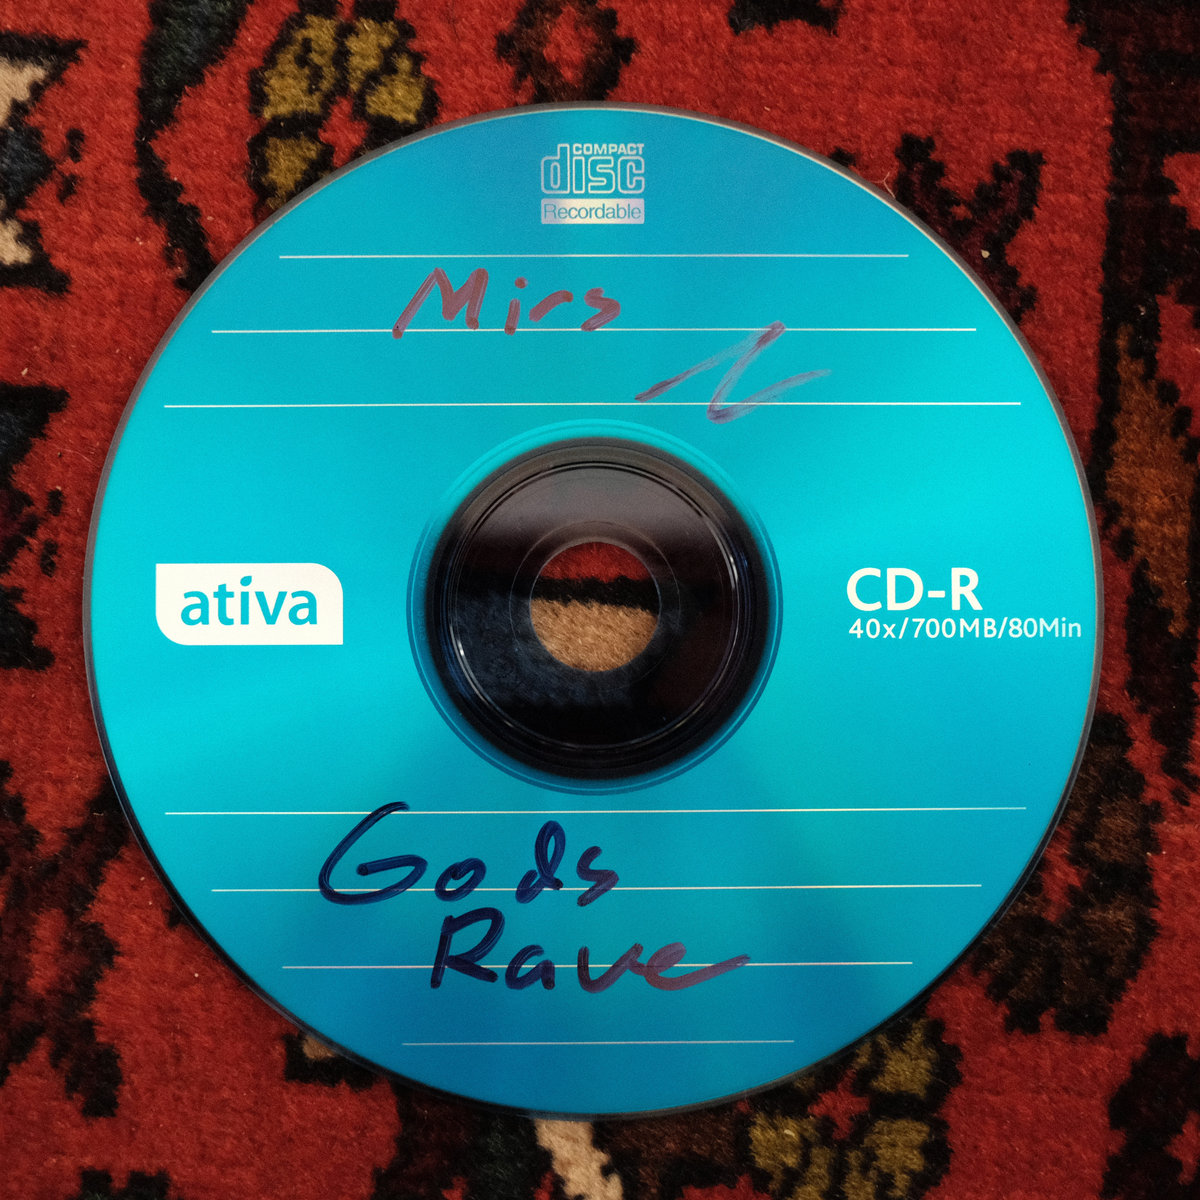 COMPACT
disc
Recordable
Mirs
ativa
CD-R
40x/700MB/80Min
Gods
Rave